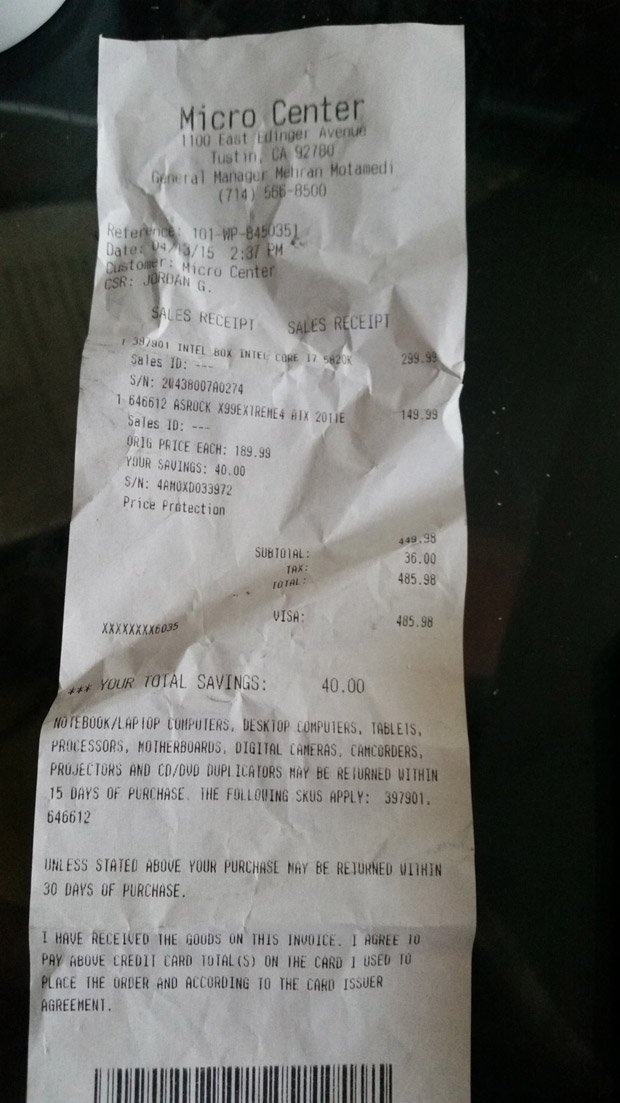 Micro Center
1100 East Edinger Avenue
Tustin, CA 92780
General Manager Mehran Motamedi
(714) 566-8500
Reference: 101-WP-8450351
Date: 04/13/15 2:37 PM
Customer: Micro Center
CSR: JORDAN G.
SALES RECEIPT SALES RECEIPT
1 397901 INTEL BOX INTEL CORE I7 5820K 299.99
Sales ID: ---
S/N: 2W438007A0274
1 646612 ASROCK X99EXTREME4 ATX 2011E 149.99
Sales ID: ---
ORIG PRICE EACH: 189.99
YOUR SAVINGS: 40.00
S/N: 4AM0XD033972
Price Protection
SUBTOTAL: 449.98
TAX: 36.00
TOTAL: 485.98
XXXXXXXX6035 VISA: 485.98
*** YOUR TOTAL SAVINGS: 40.00
NOTEBOOK/LAPTOP COMPUTERS, DESKTOP COMPUTERS, TABLETS,
PROCESSORS, MOTHERBOARDS, DIGITAL CAMERAS, CAMCORDERS,
PROJECTORS AND CD/DVD DUPLICATORS MAY BE RETURNED WITHIN
15 DAYS OF PURCHASE. THE FOLLOWING SKUS APPLY: 397901,
646612
UNLESS STATED ABOVE YOUR PURCHASE MAY BE RETURNED WITHIN
30 DAYS OF PURCHASE.
I HAVE RECEIVED THE GOODS ON THIS INVOICE. I AGREE TO
PAY ABOVE CREDIT CARD TOTAL(S) ON THE CARD I USED TO
PLACE THE ORDER AND ACCORDING TO THE CARD ISSUER
AGREEMENT.